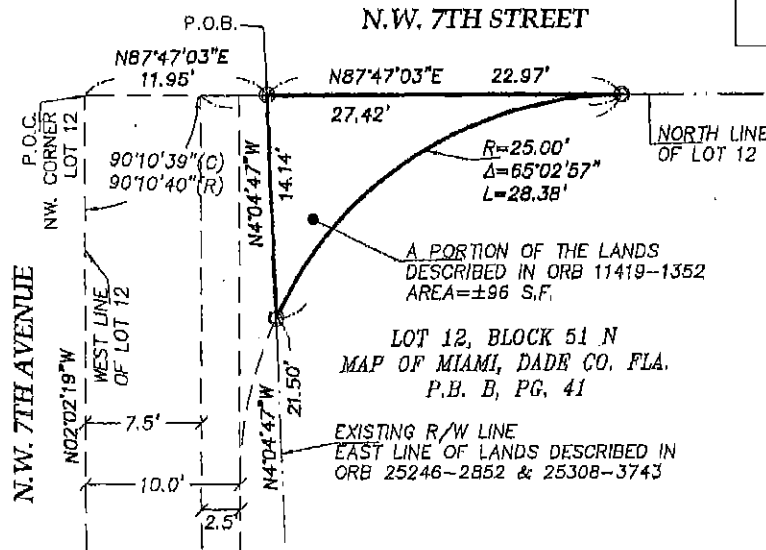 N.W. 7TH STREET
P.O.B.
N87°47'03"E
11.95'
N87°47'03"E 22.97'
27.42'
P.O.C.
NW. CORNER
LOT 12
90°10'39"(C)
90°10'40"(R)
N4°04'47"W
14.14'
R=25.00'
Δ=65°02'57"
L=28.38'
NORTH LINE
OF LOT 12
A PORTION OF THE LANDS
DESCRIBED IN ORB 11419-1352
AREA=±96 S.F.
N.W. 7TH AVENUE
N02°02'19"W
WEST LINE
OF LOT 12
LOT 12, BLOCK 51 N
MAP OF MIAMI, DADE CO. FLA.
P.B. B, PG. 41
21.50'
N4°04'47"W
7.5'
EXISTING R/W LINE
EAST LINE OF LANDS DESCRIBED IN
ORB 25246-2852 & 25308-3743
10.0'
2.5'